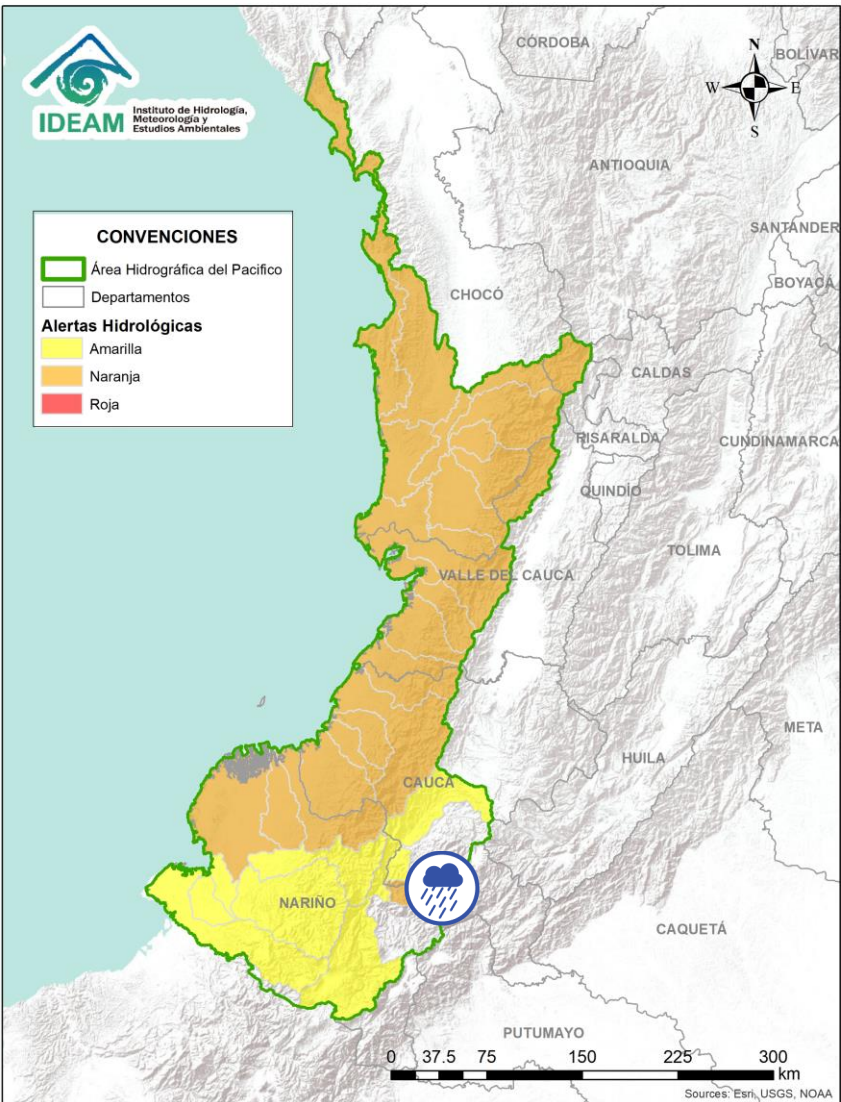 IDEAM
Instituto de Hidrología,
Meteorología y
Estudios Ambientales
CÓRDOBA
N
BOLÍVAR
W
E
S
ANTIOQUIA
SANTANDER
CONVENCIONES
Área Hidrográfica del Pacifico
Departamentos
Alertas Hidrológicas
Amarilla
Naranja
Roja
BOYACÁ
CHOCÓ
CALDAS
RISARALDA
CUNDINAMARCA
QUINDÍO
TOLIMA
VALLE DEL CAUCA
META
HUILA
CAUCA
NARIÑO
CAQUETÁ
PUTUMAYO
0 37.5 75 150 225 300
km
Sources: Esri, USGS, NOAA